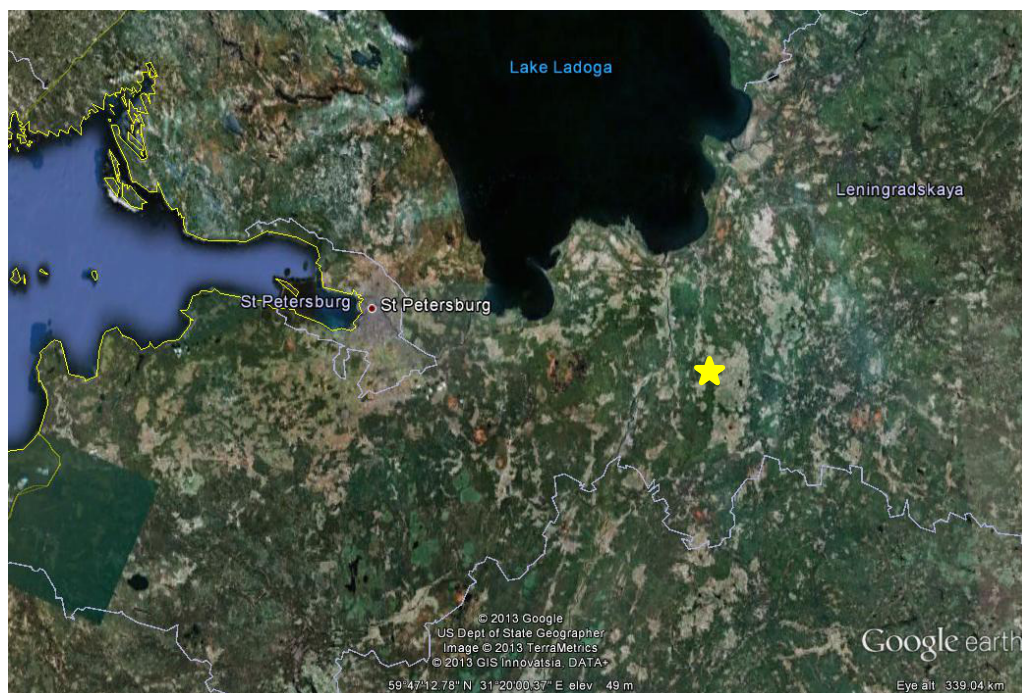 Lake Ladoga
Leningradskaya
St Petersburg
St Petersburg
© 2013 Google
US Dept of State Geographer
Image © 2013 TerraMetrics
© 2013 GIS Innovatsia, DATA+
Google earth
59°47'12.78" N 31°20'00.37" E elev 49 m
Eye alt 339.04 km